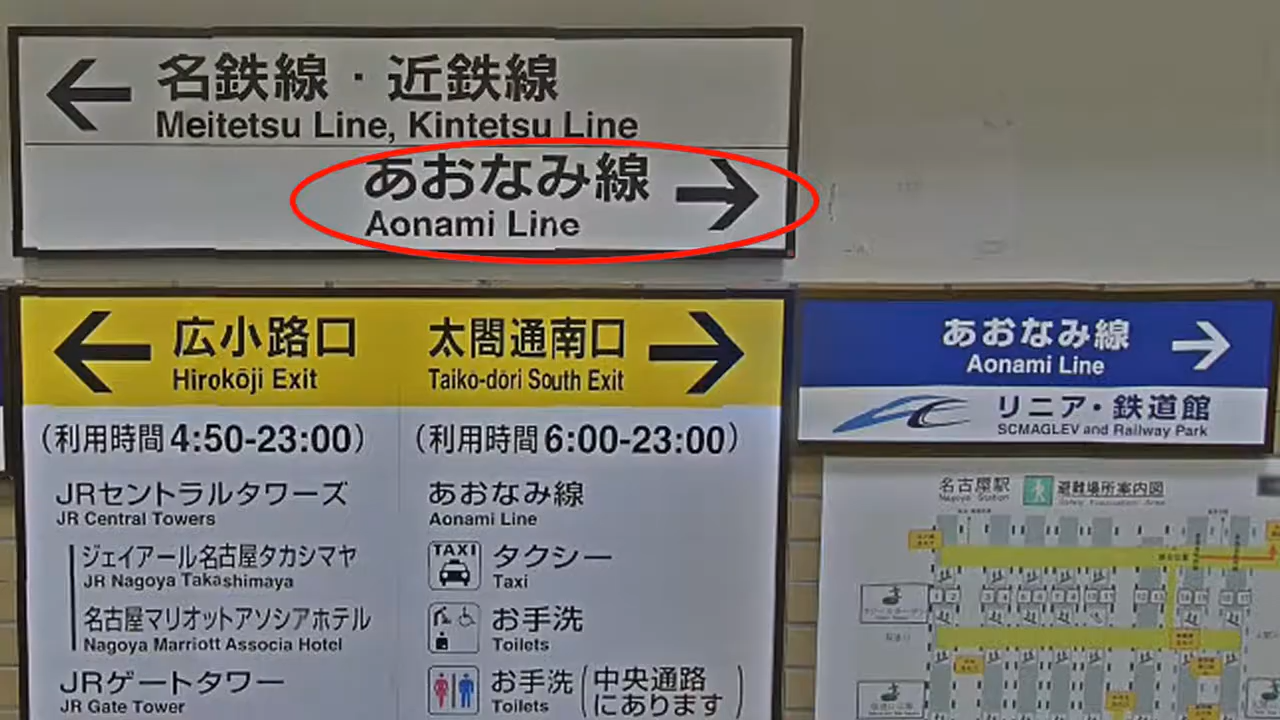 名鉄線・近鉄線
Meitetsu Line, Kintetsu Line
あおなみ線
Aonami Line
広小路口
Hirokōji Exit
(利用時間 4:50-23:00)
JRセントラルタワーズ
JR Central Towers
ジェイアール名古屋タカシマヤ
JR Nagoya Takashimaya
名古屋マリオットアソシアホテル
Nagoya Marriott Associa Hotel
JRゲートタワー
JR Gate Tower
太閤通南口
Taikō-dōri South Exit
(利用時間 6:00-23:00)
あおなみ線
Aonami Line
TAXI
タクシー
Taxi
お手洗
Toilets
お手洗(中央通路にあります)
Toilets
あおなみ線
Aonami Line
リニア・鉄道館
SCMAGLEV and Railway Park
名古屋駅
Nagoya Station
避難場所案内図